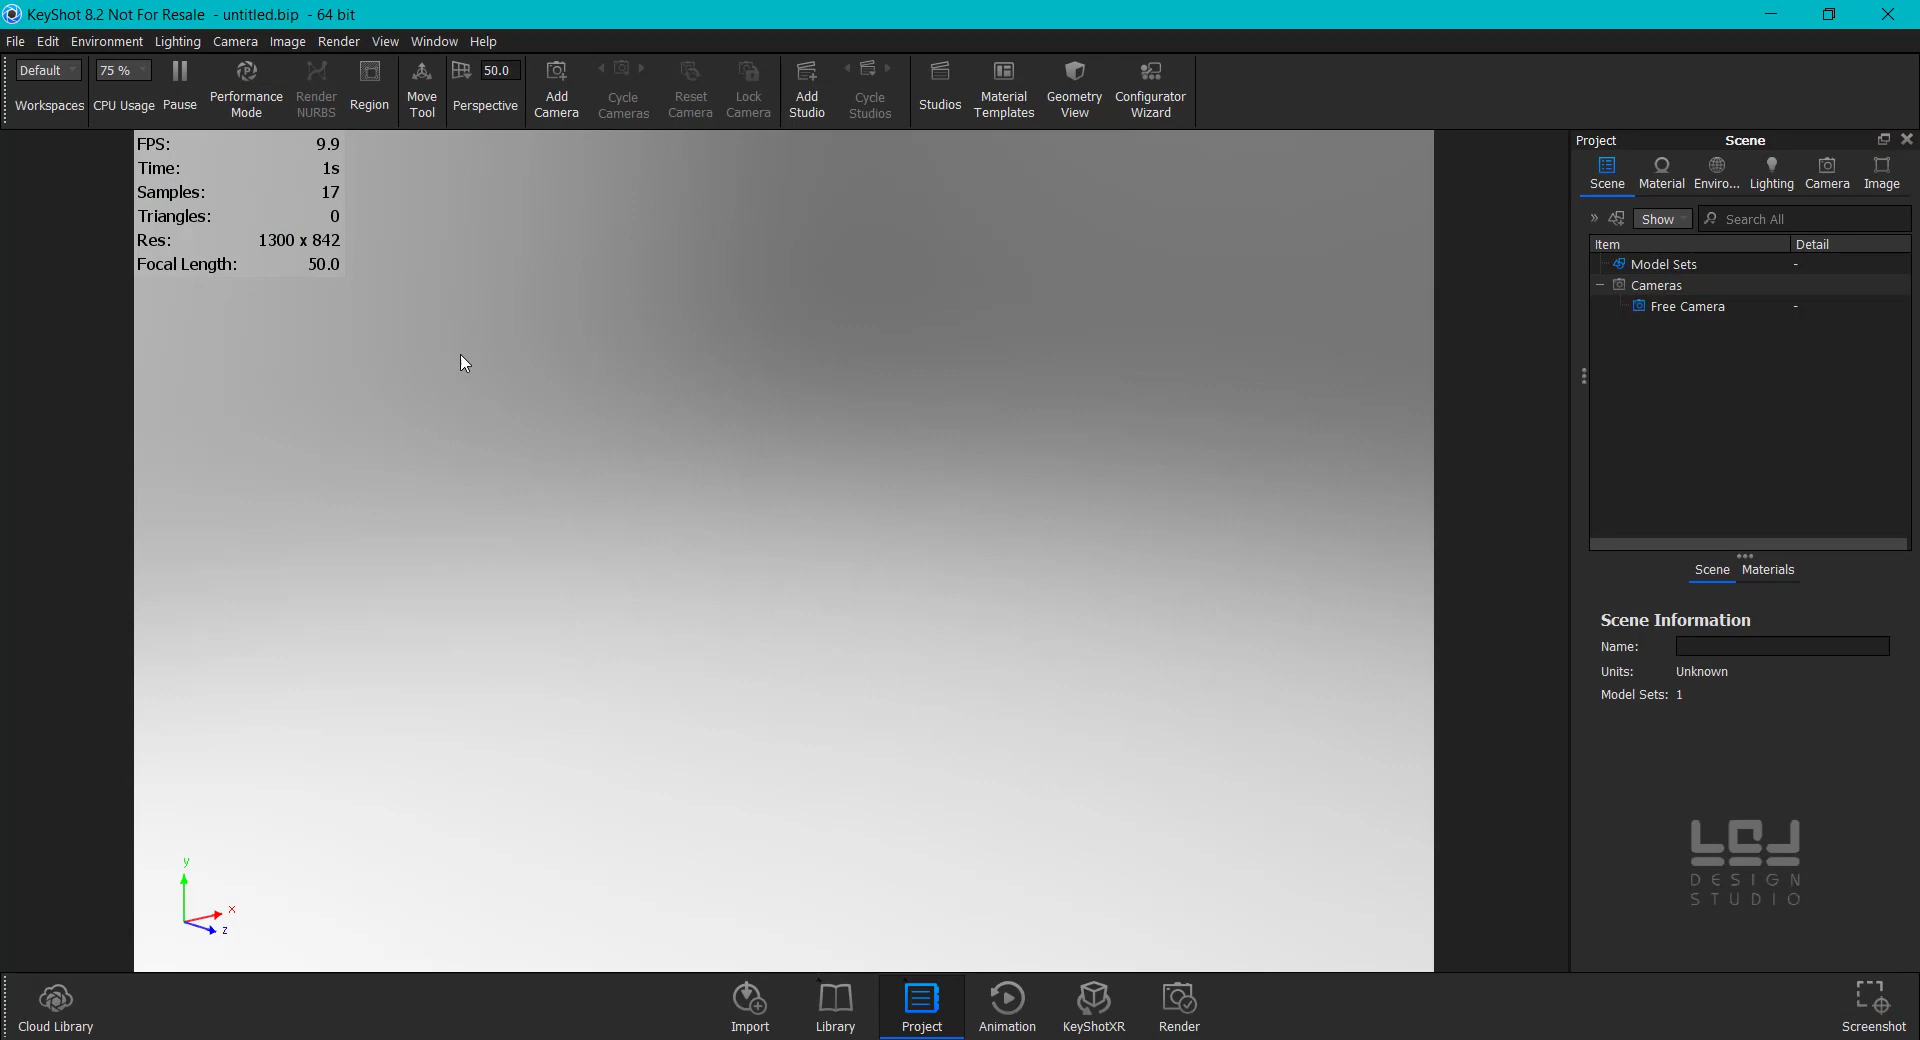 KeyShot 8.2 Not For Resale - untitled.bip - 64 bit
File Edit Environment Lighting Camera Image Render View Window Help
Default 75 % 50.0
Workspaces CPU Usage Pause Performance Mode Render NURBS Region Move Tool Perspective Add Camera Cycle Cameras Reset Camera Lock Camera Add Studio Cycle Studios Studios Material Templates Geometry View Configurator Wizard
FPS: 9.9
Time: 1s
Samples: 17
Triangles: 0
Res: 1300 x 842
Focal Length: 50.0
y
x
z
Project Scene
Scene Material Enviro... Lighting Camera Image
Show Search All
Item Detail
Model Sets -
Cameras
Free Camera -
Scene Materials
Scene Information
Name:
Units: Unknown
Model Sets: 1
DESIGN
STUDIO
Cloud Library Import Library Project Animation KeyShotXR Render Screenshot